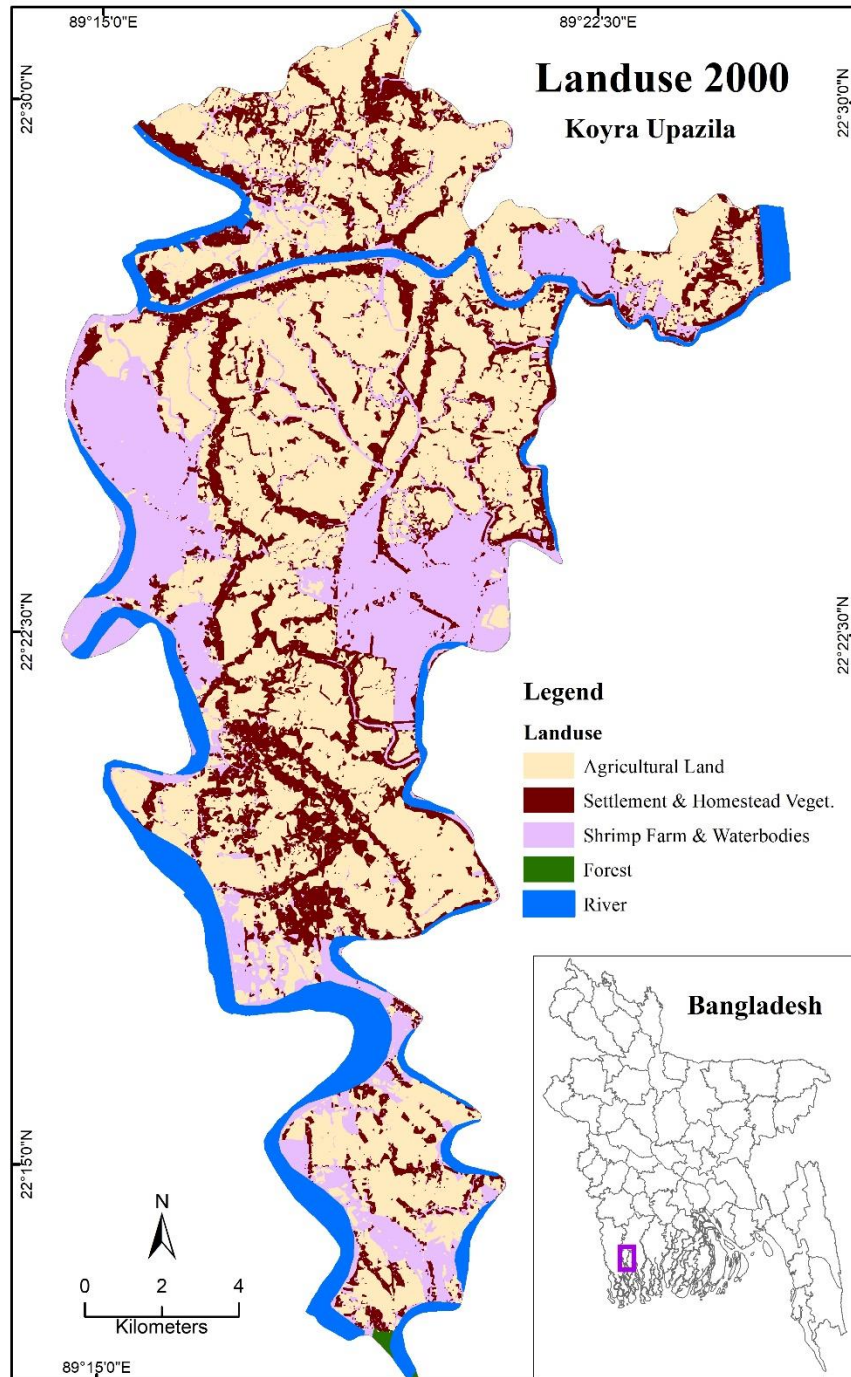 89°15'0"E
89°22'30"E
22°30'0"N
22°30'0"N
Landuse 2000
Koyra Upazila
22°22'30"N
22°22'30"N
Legend
Landuse
Agricultural Land
Settlement & Homestead Veget.
Shrimp Farm & Waterbodies
Forest
River
Bangladesh
22°15'0"N
N
0 2 4
Kilometers
89°15'0"E